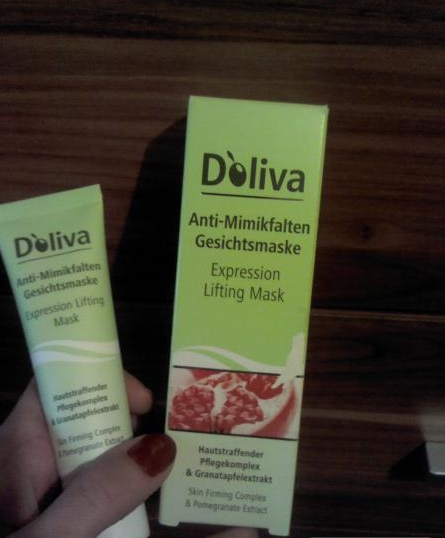 D'oliva
Anti-Mimikfalten
Gesichtsmaske
Expression Lifting
Mask
Hautstraffender
Pflegekomplex
& Granatapfelextrakt
Skin Firming Complex
& Pomegranate Extract
D'oliva
Anti-Mimikfalten
Gesichtsmaske
Expression
Lifting Mask
Hautstraffender
Pflegekomplex
& Granatapfelextrakt
Skin Firming Complex
& Pomegranate Extract